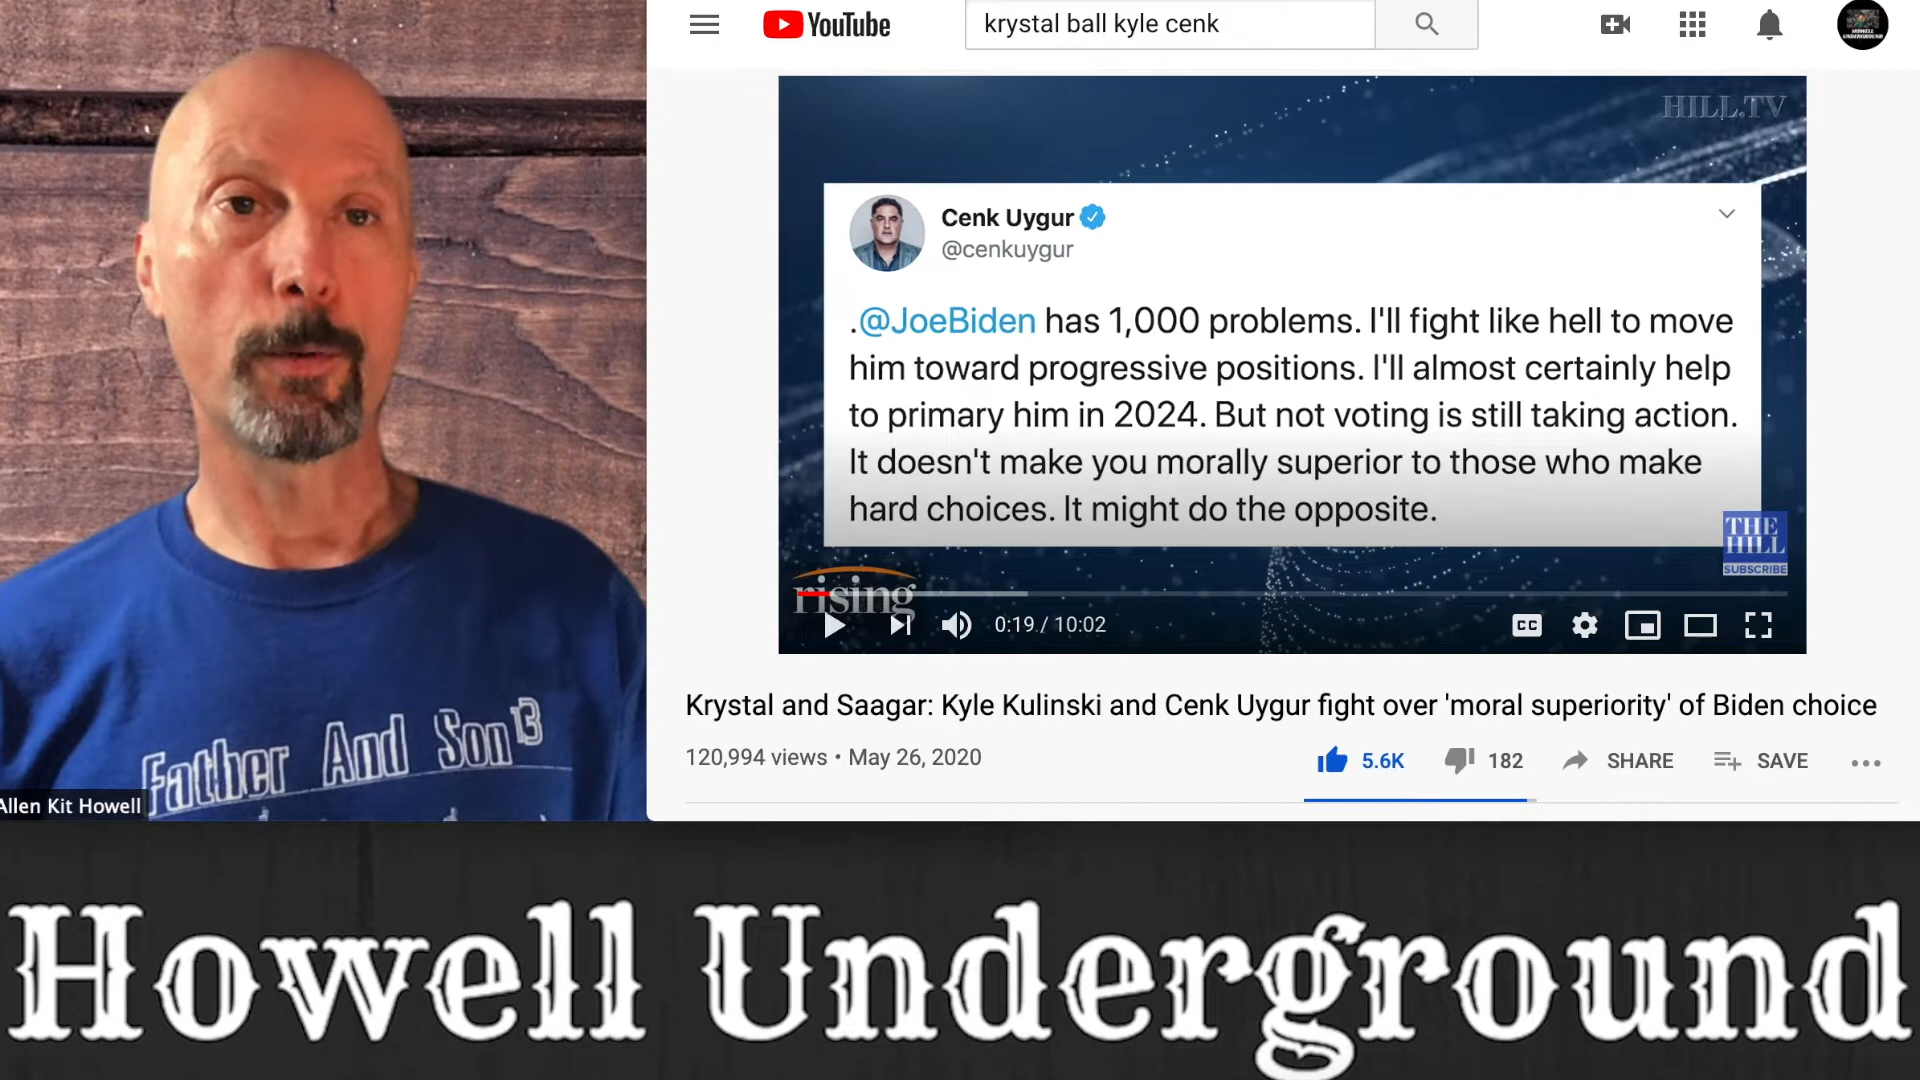 YouTube
krystal ball kyle cenk
HOWELL
UNDERGROUND
HILL.TV
Cenk Uygur
@cenkuygur
.@JoeBiden has 1,000 problems. I'll fight like hell to move
him toward progressive positions. I'll almost certainly help
to primary him in 2024. But not voting is still taking action.
It doesn't make you morally superior to those who make
hard choices. It might do the opposite.
THE
HILL
SUBSCRIBE
rising
0:19 / 10:02
CC
Krystal and Saagar: Kyle Kulinski and Cenk Uygur fight over 'moral superiority' of Biden choice
120,994 views • May 26, 2020
5.6K
182
SHARE
SAVE
Father And Son 13
Allen Kit Howell
Howell Underground